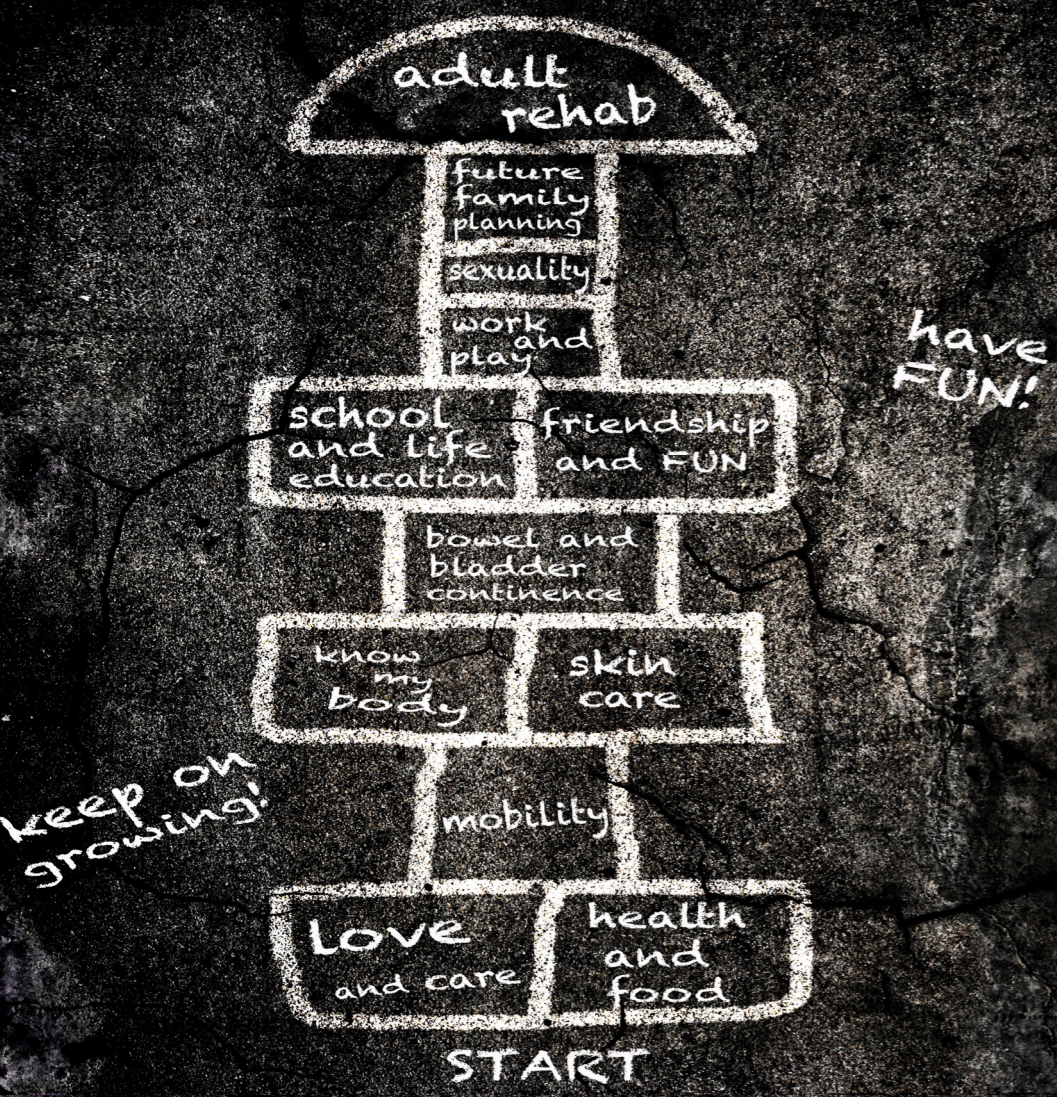 adult
rehab
future
family
planning
sexuality
work
and
play
have
FUN!
school
and life
education
friendship
and FUN
bowel and
bladder
continence
know
my
body
skin
care
keep on
growing!
mobility
Love
and care
health
and
food
START